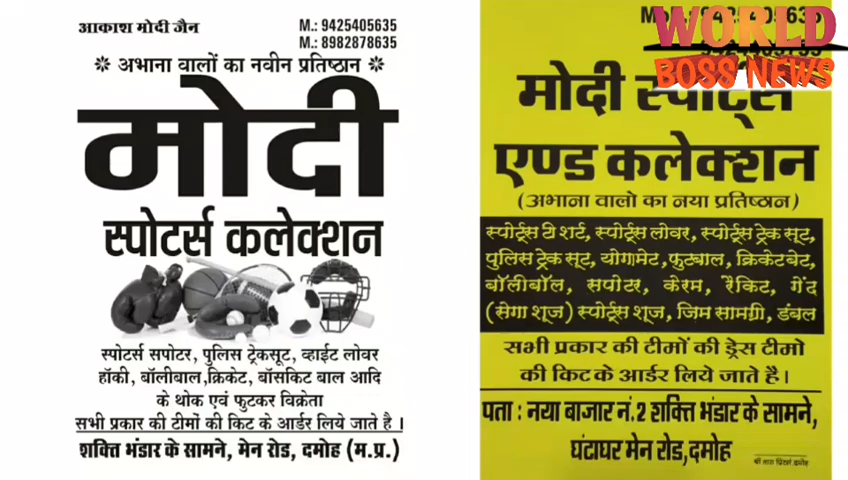 आकाश मोदी जैन
M.: 9425405635
M.: 8982878635
❊ अभाना वालों का नवीन प्रतिष्ठान ❊
मोदी
स्पोटर्स कलेक्शन
स्पोटर्स सपोटर, पुलिस ट्रेकसूट, व्हाईट लोवर
हॉकी, बॉलीबाल,क्रिकेट, बॉसकिट बाल आदि
के थोक एवं फुटकर विक्रेता
सभी प्रकार की टीमों की किट के आर्डर लिये जाते है ।
शक्ति भंडार के सामने, मेन रोड, दमोह (म.प्र.)
WORLD
BOSS NEWS
मोदी स्पोर्ट्स
एण्ड कलेक्शन
(अभाना वालो का नया प्रतिष्ठान)
स्पोर्ट्स टी शर्ट, स्पोर्ट्स लोवर, स्पोर्ट्स ट्रेक सूट,
पुलिस ट्रेक सूट, योगामेट, फुटबाल, क्रिकेटबेट,
बॉलीबॉल, सपोटर, केरम, रैकिट, गेंद
(सेगा शूज) स्पोर्ट्स शूज, जिम सामग्री, डंबल
सभी प्रकार की टीमों की ड्रेस टीमो
की किट के आर्डर लिये जाते है ।
पता : नया बाजार नं. 2 शक्ति भंडार के सामने,
घंटाघर मेन रोड,दमोह